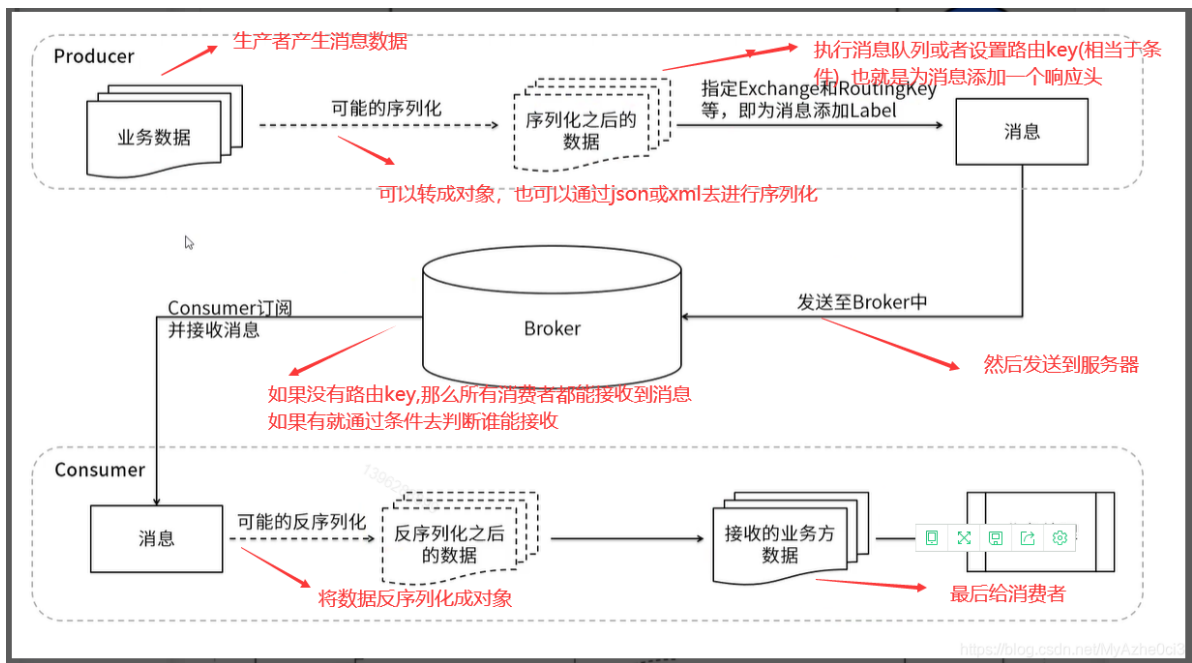 生产者产生消息数据
Producer
执行消息队列或者设置路由key(相当于条
件) 也就是为消息添加一个响应头
可能的序列化
指定Exchange和RoutingKey
等，即为消息添加Label
业务数据
序列化之后的
数据
消息
可以转成对象，也可以通过json或xml去进行序列化
Consumer订阅
并接收消息
Broker
发送至Broker中
然后发送到服务器
如果没有路由key,那么所有消费者都能接收到消息
如果有就通过条件去判断谁能接收
Consumer
消息
可能的反序列化
反序列化之后
的数据
接收的业务方
数据
将数据反序列化成对象
最后给消费者